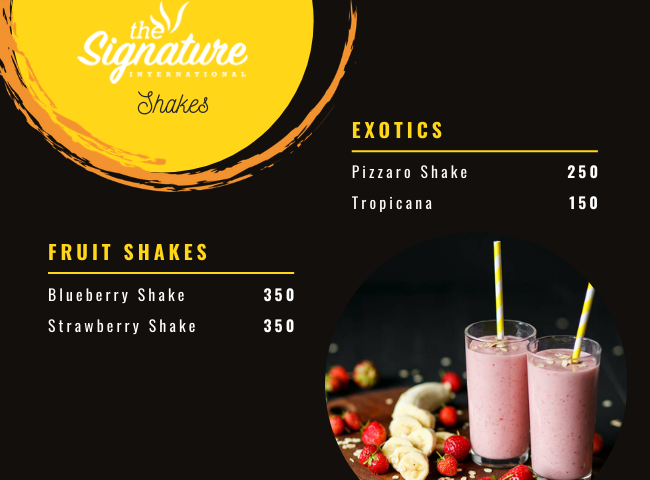 the
Signature
INTERNATIONAL
Shakes
EXOTICS
Pizzaro Shake 250
Tropicana 150
FRUIT SHAKES
Blueberry Shake 350
Strawberry Shake 350